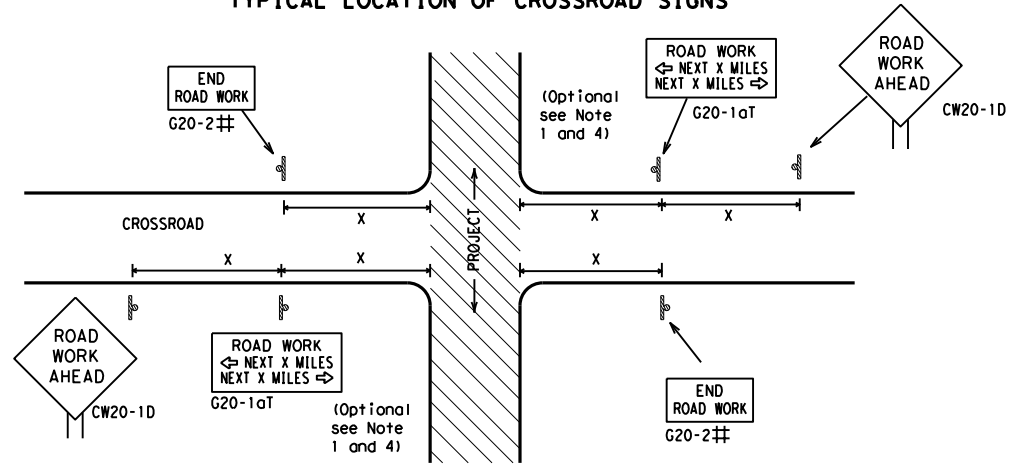 TYPICAL LOCATION OF CROSSROAD SIGNS
END
ROAD WORK
G20-2#
(Optional
see Note
1 and 4)
ROAD WORK
⇦ NEXT X MILES
NEXT X MILES ⇨
G20-1aT
ROAD
WORK
AHEAD
CW20-1D
CROSSROAD
X
X
X
PROJECT
X
X
X
ROAD
WORK
AHEAD
CW20-1D
ROAD WORK
⇦ NEXT X MILES
NEXT X MILES ⇨
G20-1aT
(Optional
see Note
1 and 4)
END
ROAD WORK
G20-2#